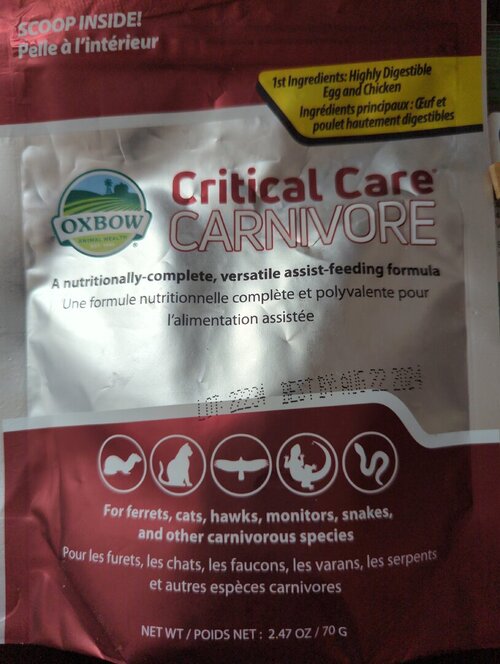 SCOOP INSIDE!
Pelle à l'intérieur
1st Ingredients: Highly Digestible
Egg and Chicken
Ingrédients principaux : Œuf et
poulet hautement digestibles
OXBOW
ANIMAL HEALTH
Critical Care
CARNIVORE
A nutritionally-complete, versatile assist-feeding formula
Une formule nutritionnelle complète et polyvalente pour
l'alimentation assistée
LOT: 22224 BEST BY AUG 22 2024
For ferrets, cats, hawks, monitors, snakes,
and other carnivorous species
Pour les furets, les chats, les faucons, les varans, les serpents
et autres espèces carnivores
NET WT / POIDS NET : 2.47 OZ / 70 G